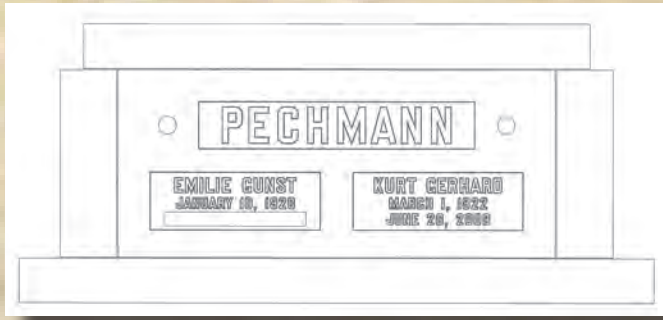 PECHMANN
EMILIE GUNST
JANUARY
KURT GERHARD
MARCH 1, 1922
JUNE